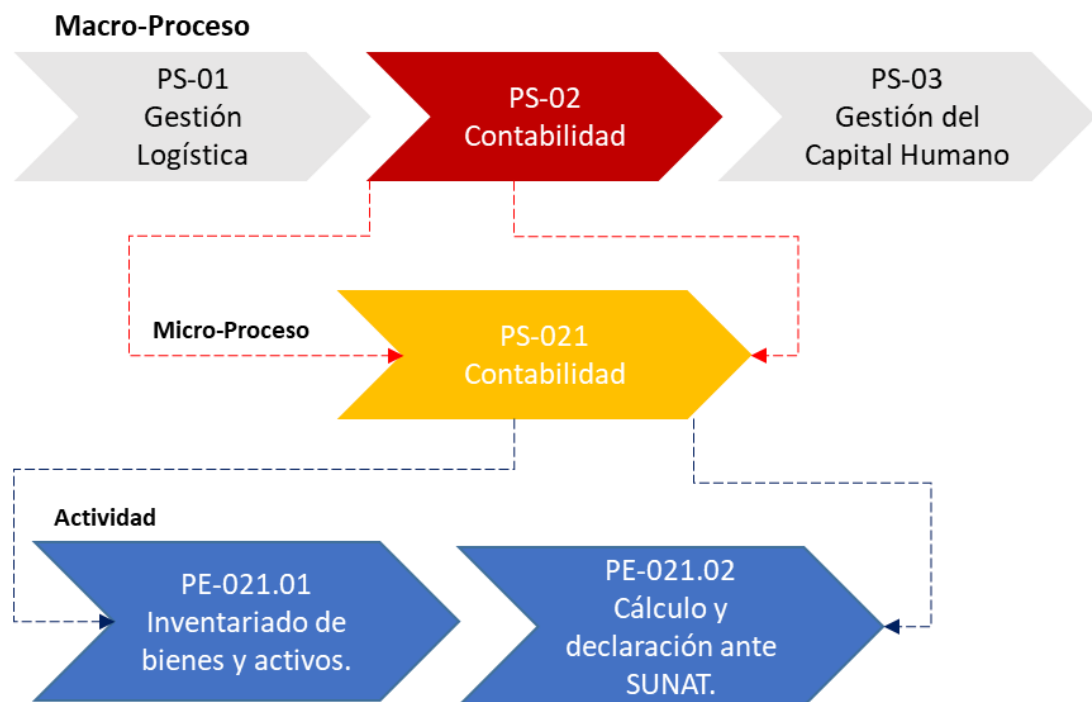 Macro-Proceso
PS-01
Gestión
Logística
PS-02
Contabilidad
PS-03
Gestión del
Capital Humano
Micro-Proceso
PS-021
Contabilidad
Actividad
PE-021.01
Inventariado de
bienes y activos.
PE-021.02
Cálculo y
declaración ante
SUNAT.